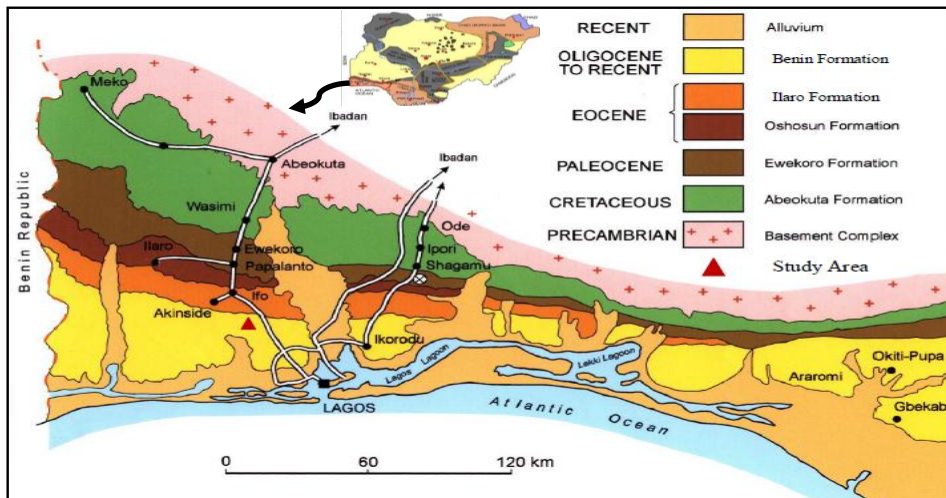 RECENT Alluvium
OLIGOCENE
TO RECENT Benin Formation
EOCENE
Ilaro Formation
Oshosun Formation
PALEOCENE Ewekoro Formation
CRETACEOUS Abeokuta Formation
PRECAMBRIAN Basement Complex
Study Area
ATLANTIC
OCEAN
Meko
Ibadan
Abeokuta
Ibadan
Benin Republic
Wasimi
Ode
Ipori
Ilaro
Ewekoro
Papalanto
Shagamu
Ifo
Akinside
Ikorodu
Lagos Lagoon
Lekki Lagoon
Okiti-Pupa
Araromi
Gbekab
LAGOS
Atlantic Ocean
0 60 120 km